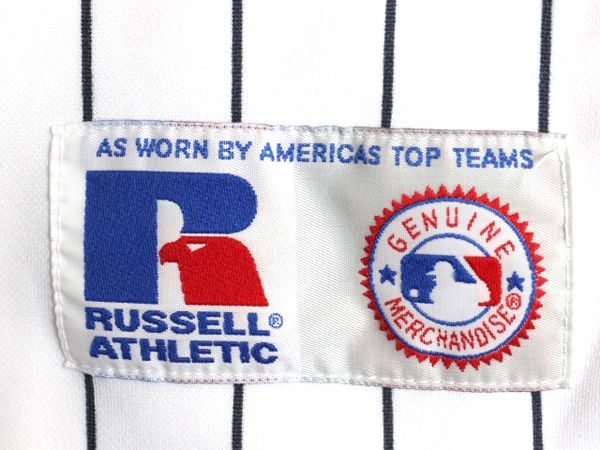 AS WORN BY AMERICAS TOP TEAMS
R
RUSSELL®
ATHLETIC
GENUINE
MERCHANDISE®